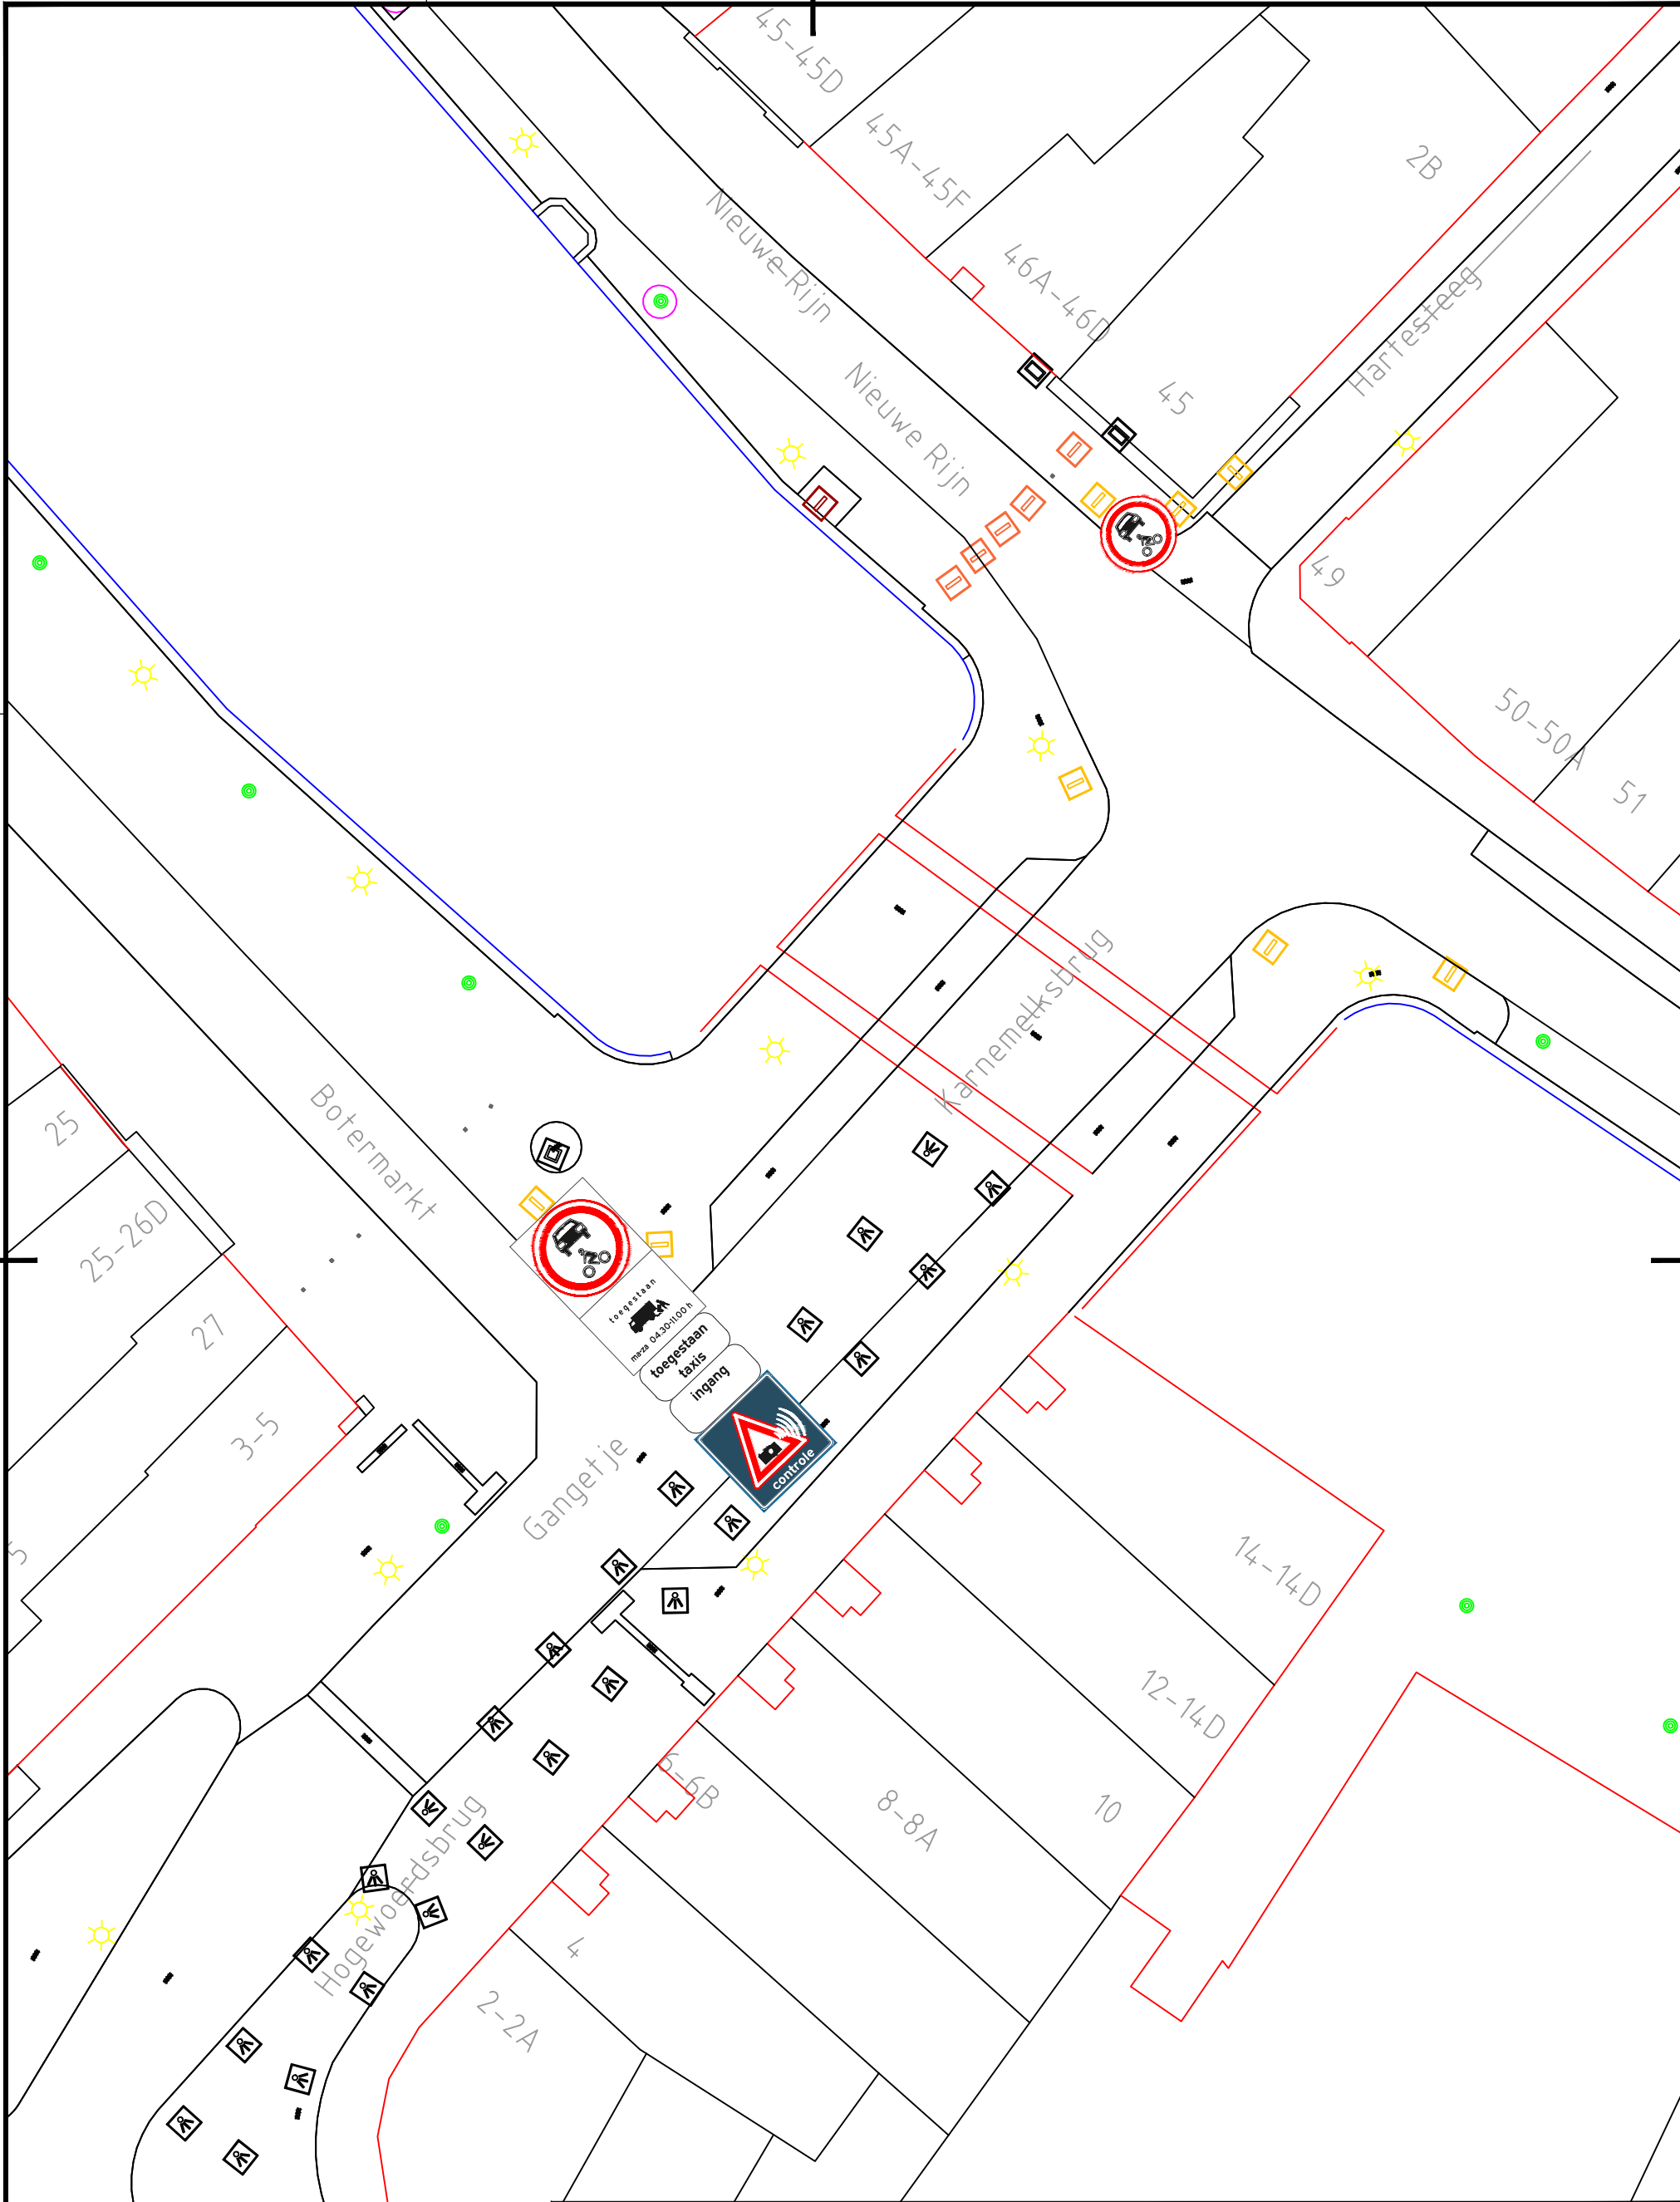 45-45D
45A-45F
2B
Nieuwe Rijn
46A-46D
Hartesteeg
45
Nieuwe Rijn
49
50-50A
51
Karnemelksbrug
25
Botermarkt
25-26D
27
toegestaan
ma-za 04.30-11.00 h
toegestaan
taxis
ingang
controle
3-5
Gangetje
5
14-14D
12-14D
6-6B
8-8A
10
Hogewoerdsbrug
4
2-2A